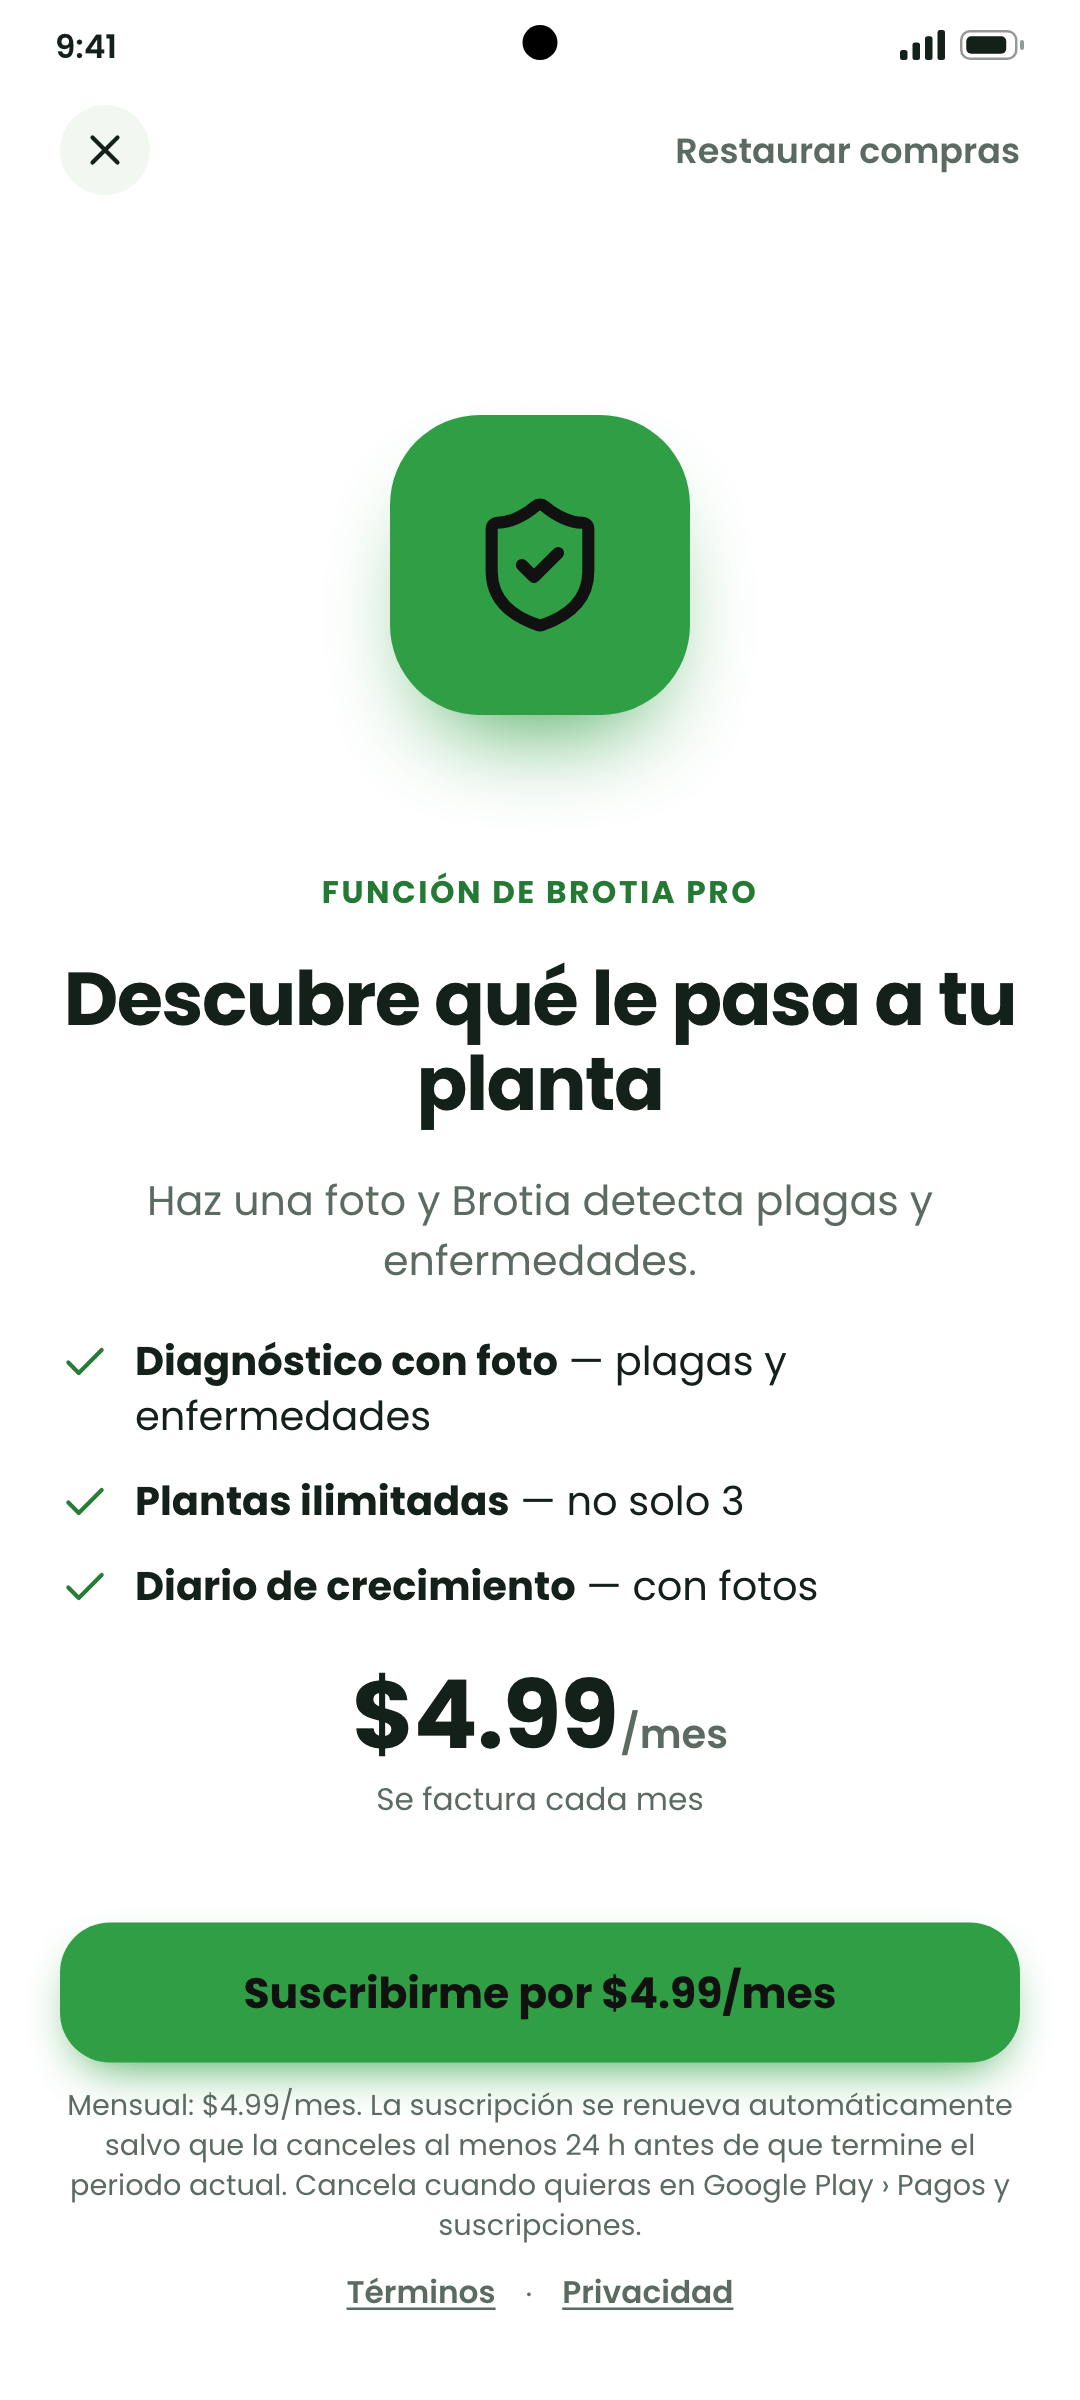 9:41
Restaurar compras
FUNCIÓN DE BROTIA PRO
Descubre qué le pasa a tu
planta
Haz una foto y Brotia detecta plagas y
enfermedades.
Diagnóstico con foto — plagas y
enfermedades
Plantas ilimitadas — no solo 3
Diario de crecimiento — con fotos
$4.99/mes
Se factura cada mes
Suscribirme por $4.99/mes
Mensual: $4.99/mes. La suscripción se renueva automáticamente
salvo que la canceles al menos 24 h antes de que termine el
periodo actual. Cancela cuando quieras en Google Play › Pagos y
suscripciones.
Términos · Privacidad